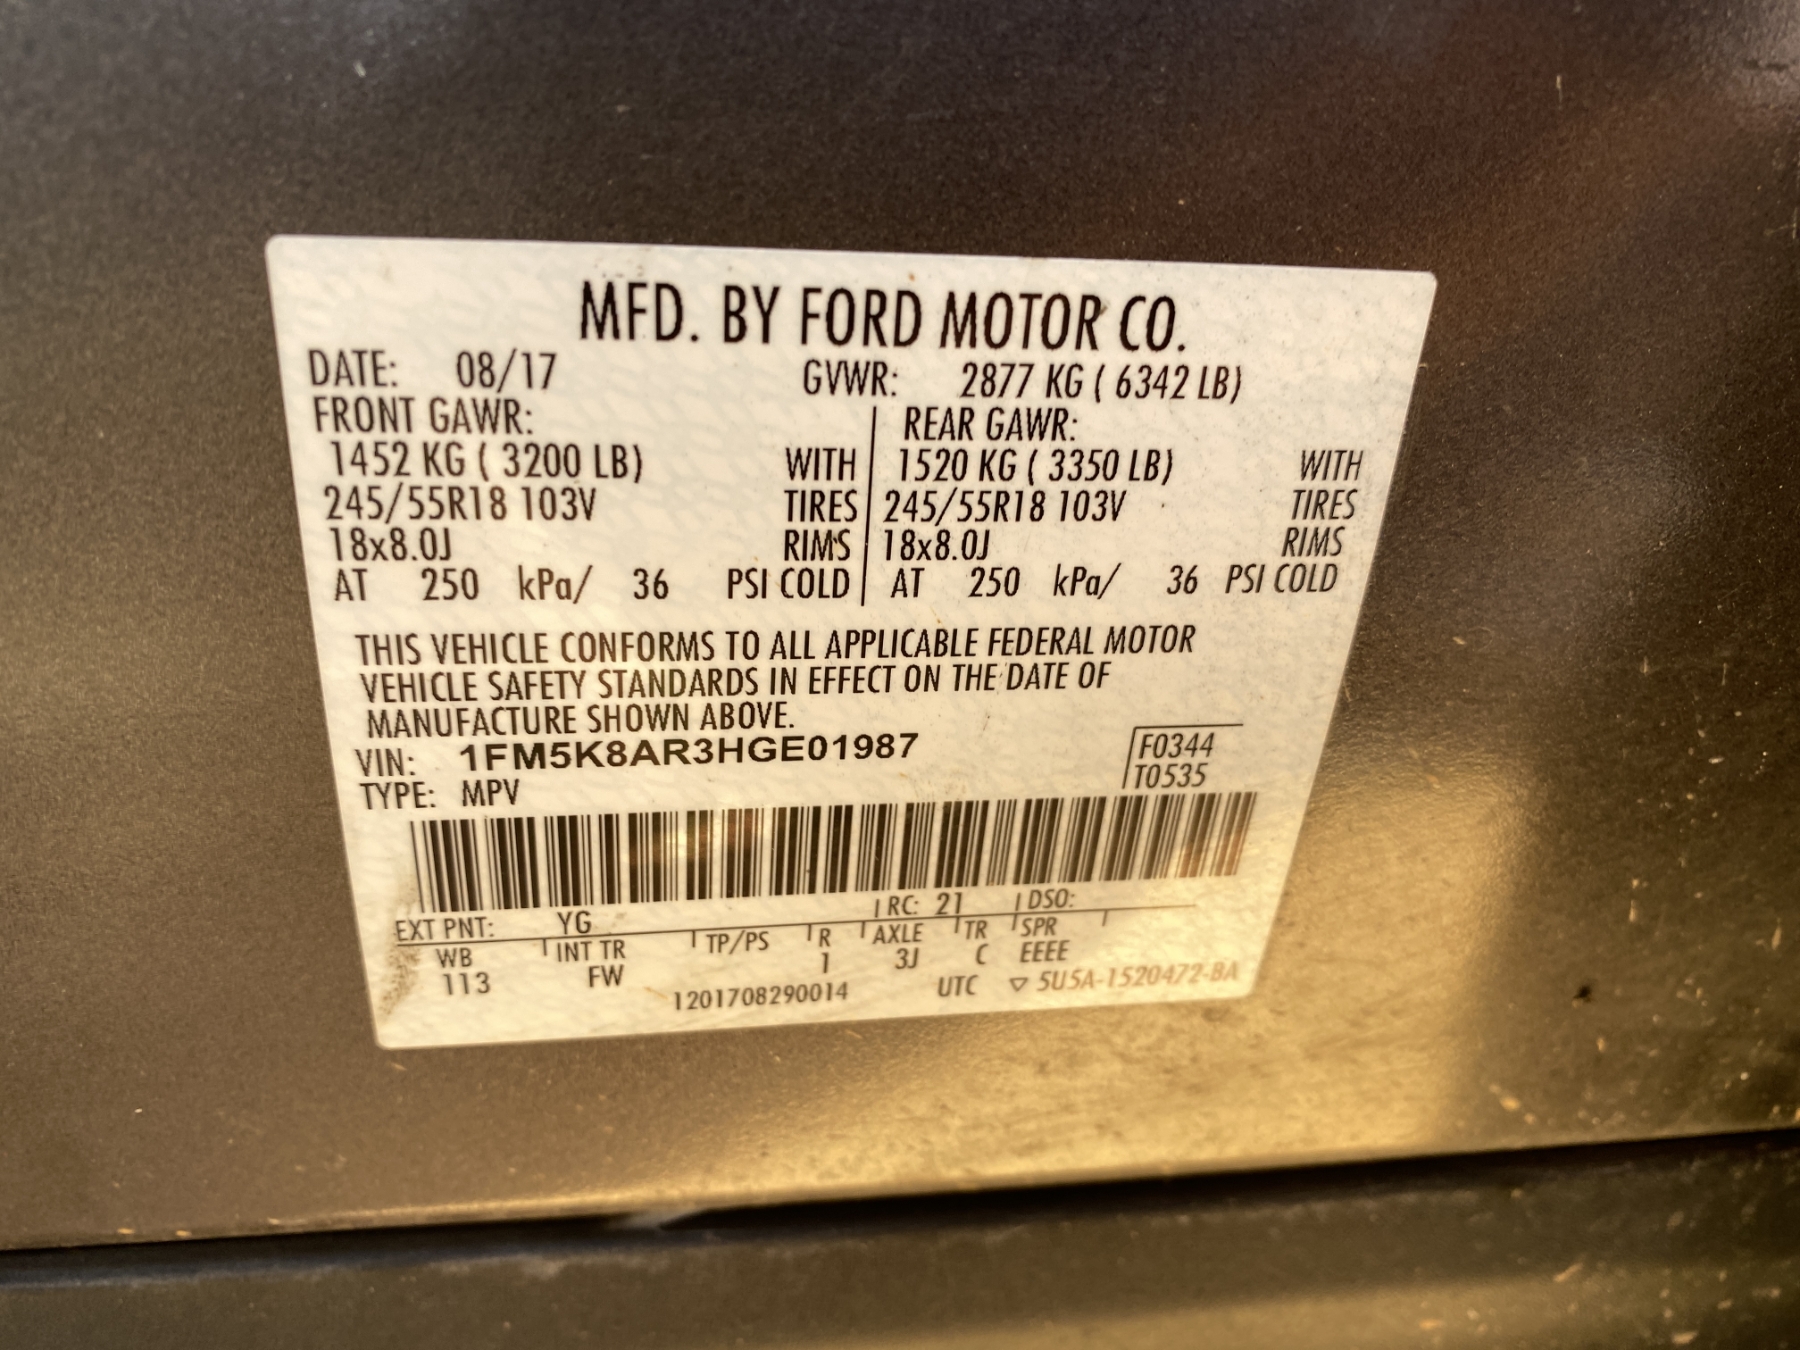 MFD. BY FORD MOTOR CO.
DATE: 08/17 GVWR: 2877 KG ( 6342 LB)
FRONT GAWR: REAR GAWR:
1452 KG ( 3200 LB) WITH 1520 KG ( 3350 LB) WITH
245/55R18 103V TIRES 245/55R18 103V TIRES
18x8.0J RIMS 18x8.0J RIMS
AT 250 kPa/ 36 PSI COLD AT 250 kPa/ 36 PSI COLD
THIS VEHICLE CONFORMS TO ALL APPLICABLE FEDERAL MOTOR
VEHICLE SAFETY STANDARDS IN EFFECT ON THE DATE OF
MANUFACTURE SHOWN ABOVE.
VIN: 1FM5K8AR3HGE01987 F0344
TYPE: MPV T0535
EXT PNT: YG RC: 21 DSO:
WB INT TR TP/PS R AXLE TR SPR
113 FW 1 3J C EEEE
1201708290014 UTC ▽ 5U5A-1520472-BA